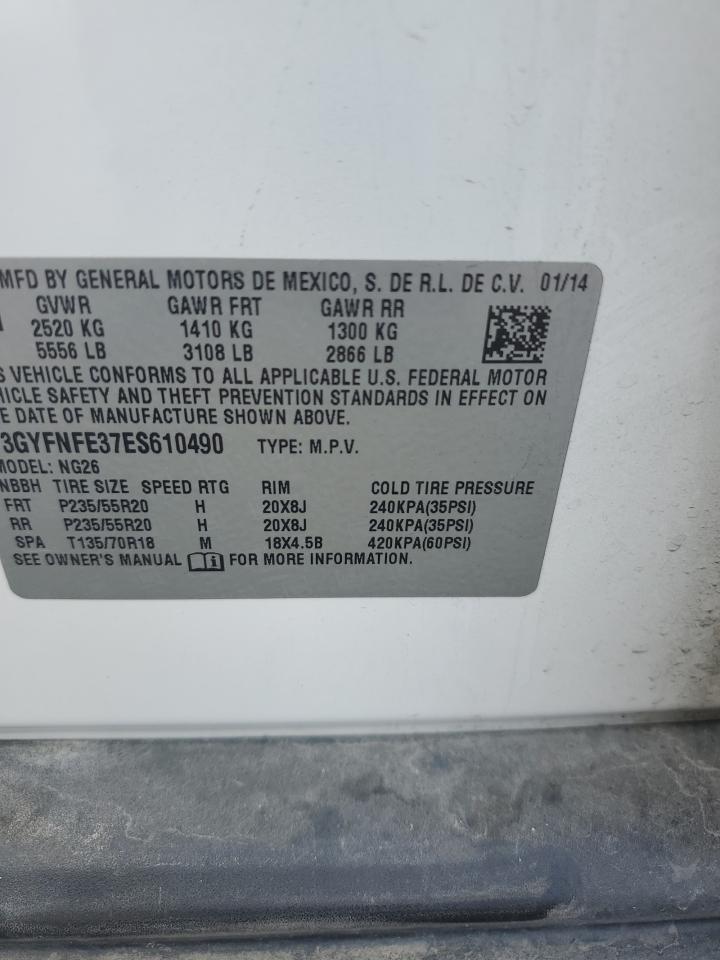 MFD BY GENERAL MOTORS DE MEXICO, S. DE R.L. DE C.V. 01/14
GVWR GAWR FRT GAWR RR
2520 KG 1410 KG 1300 KG
5556 LB 3108 LB 2866 LB
S VEHICLE CONFORMS TO ALL APPLICABLE U.S. FEDERAL MOTOR
HICLE SAFETY AND THEFT PREVENTION STANDARDS IN EFFECT
E DATE OF MANUFACTURE SHOWN ABOVE.
3GYFNFE37ES610490 TYPE: M.P.V.
MODEL: NG26
NBBH TIRE SIZE SPEED RTG RIM COLD TIRE PRESSURE
FRT P235/55R20 H 20X8J 240KPA(35PSI)
RR P235/55R20 H 20X8J 240KPA(35PSI)
SPA T135/70R18 M 18X4.5B 420KPA(60PSI)
SEE OWNER'S MANUAL FOR MORE INFORMATION.